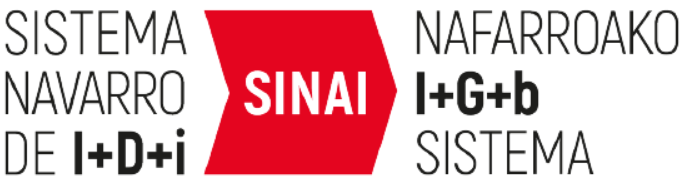 SISTEMA
NAVARRO
DE I+D+i
SINAI
NAFARROAKO
I+G+b
SISTEMA